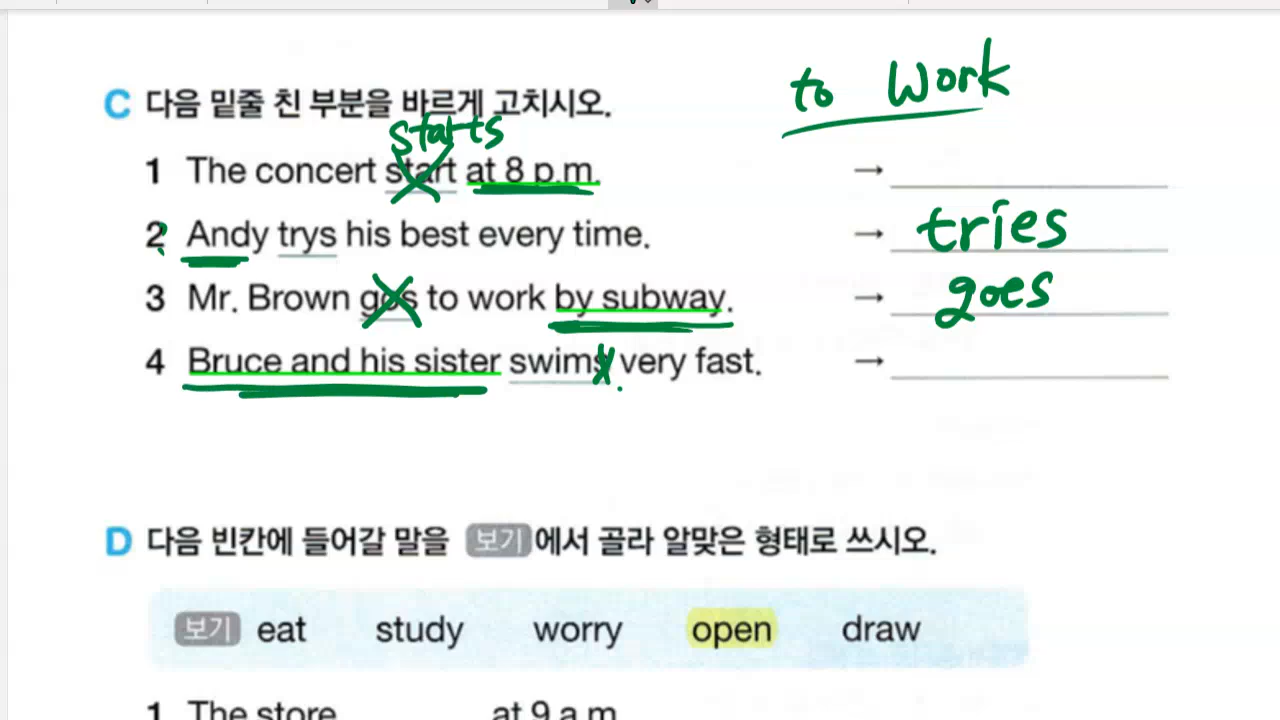 to Work
C 다음 밑줄 친 부분을 바르게 고치시오.
starts
1 The concert start at 8 p.m. →
2 Andy trys his best every time. → tries
3 Mr. Brown gos to work by subway. → goes
4 Bruce and his sister swims very fast. →
D 다음 빈칸에 들어갈 말을 보기 에서 골라 알맞은 형태로 쓰시오.
보기 eat study worry open draw
1 The store at 9 a.m.